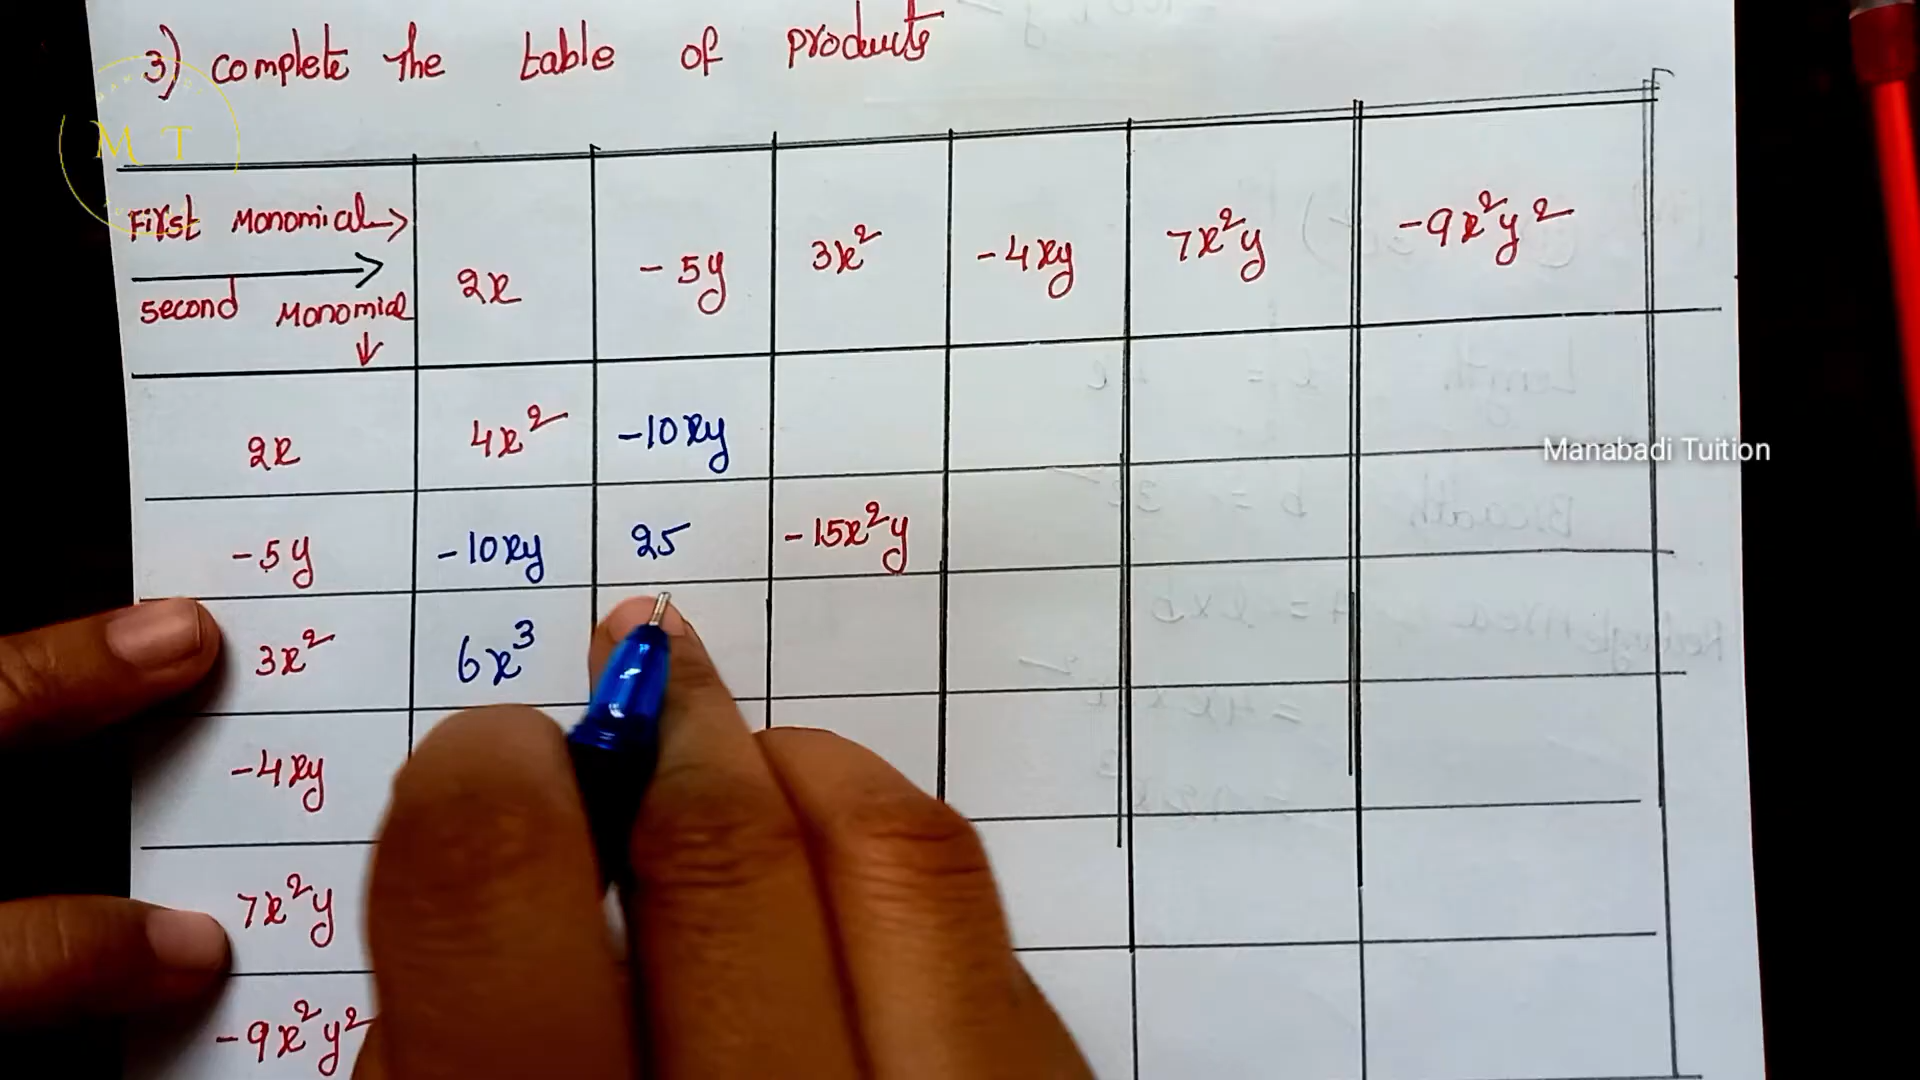 3) complete the table of products
M T
First Monomial→
second Monomial ↓
2x -5y 3x² -4xy 7x²y -9x²y²
2x 4x² -10xy
Manabadi Tuition
-5y -10xy 25 -15x²y
3x² 6x³
-4xy
7x²y
-9x²y²